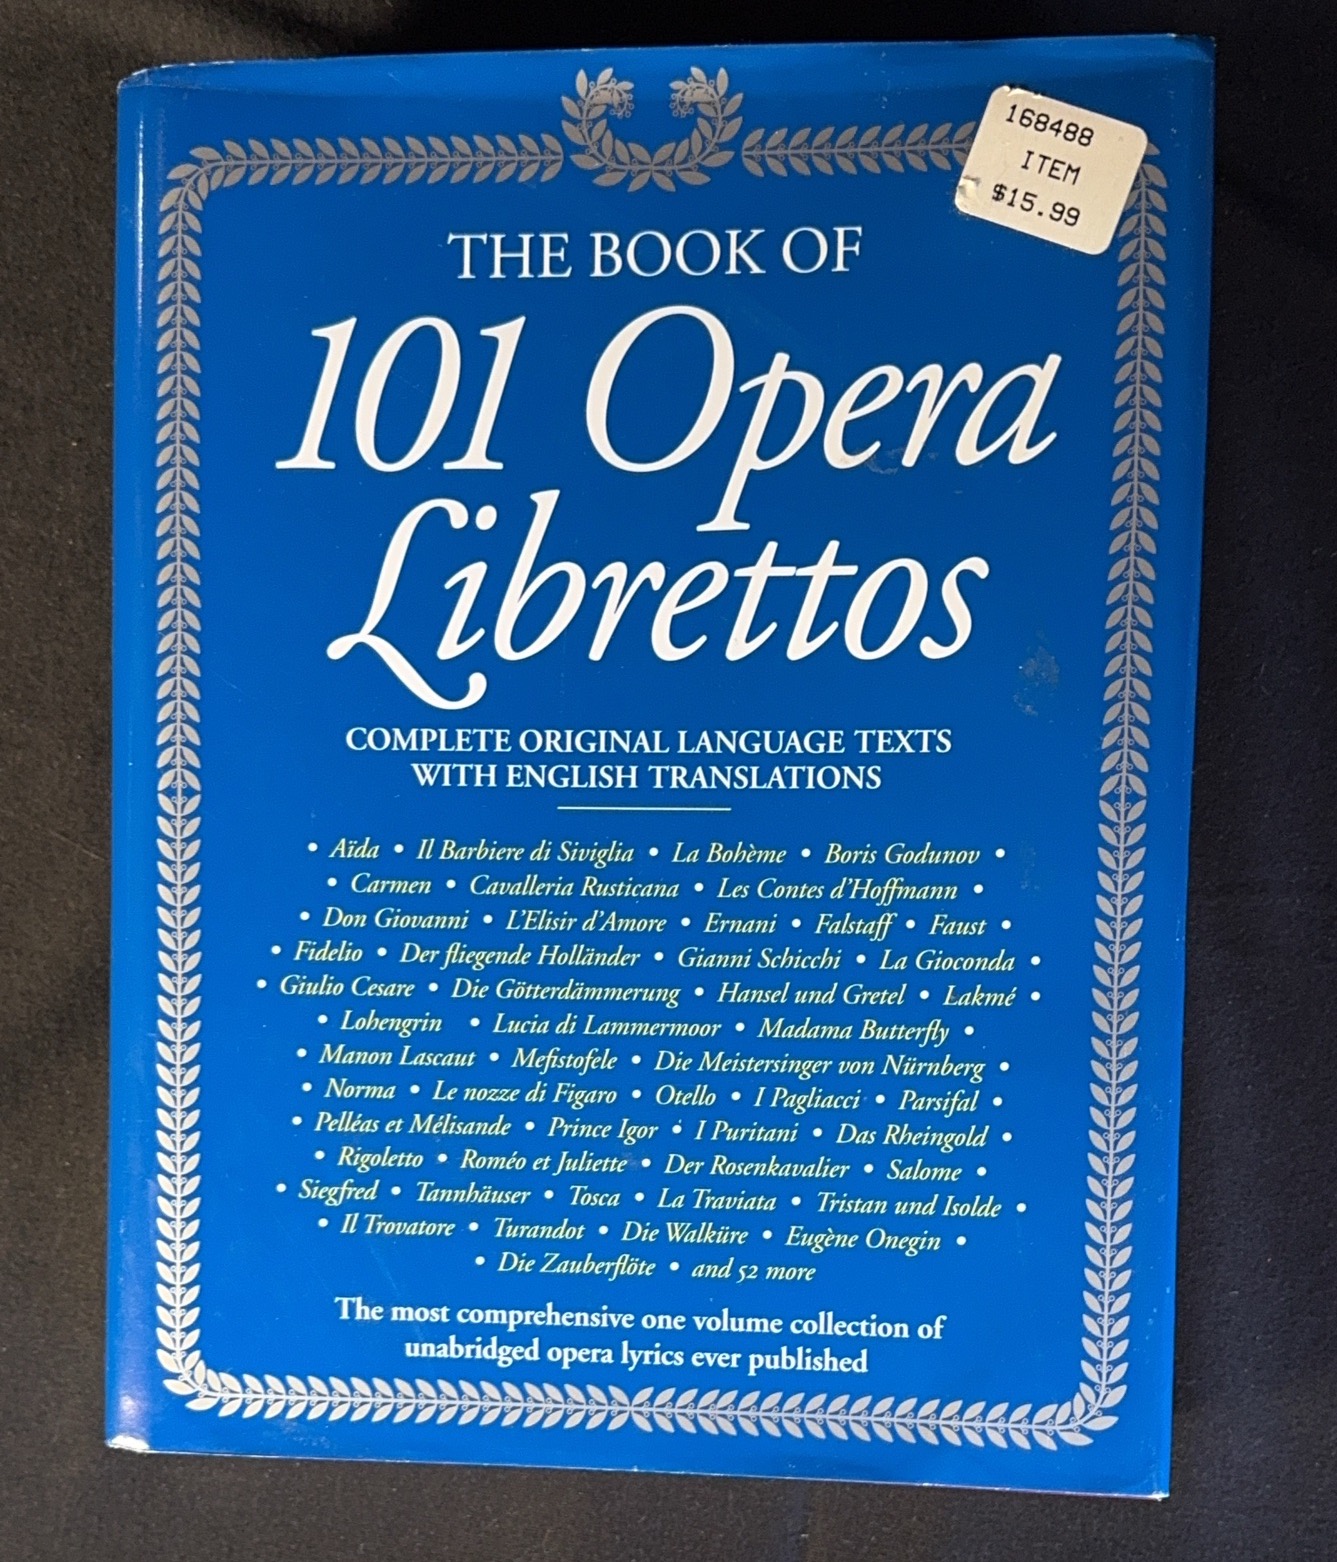 168488
ITEM
$15.99
THE BOOK OF
101 Opera
Librettos
COMPLETE ORIGINAL LANGUAGE TEXTS
WITH ENGLISH TRANSLATIONS
• Aïda • Il Barbiere di Siviglia • La Bohème • Boris Godunov •
• Carmen • Cavalleria Rusticana • Les Contes d'Hoffmann •
• Don Giovanni • L'Elisir d'Amore • Ernani • Falstaff • Faust •
• Fidelio • Der fliegende Holländer • Gianni Schicchi • La Gioconda •
• Giulio Cesare • Die Götterdämmerung • Hansel und Gretel • Lakmé •
• Lohengrin • Lucia di Lammermoor • Madama Butterfly •
• Manon Lascaut • Mefistofele • Die Meistersinger von Nürnberg •
• Norma • Le nozze di Figaro • Otello • I Pagliacci • Parsifal •
• Pelléas et Mélisande • Prince Igor • I Puritani • Das Rheingold •
• Rigoletto • Roméo et Juliette • Der Rosenkavalier • Salome •
• Siegfred • Tannhäuser • Tosca • La Traviata • Tristan und Isolde •
• Il Trovatore • Turandot • Die Walküre • Eugène Onegin •
• Die Zauberflöte • and 52 more
The most comprehensive one volume collection of
unabridged opera lyrics ever published